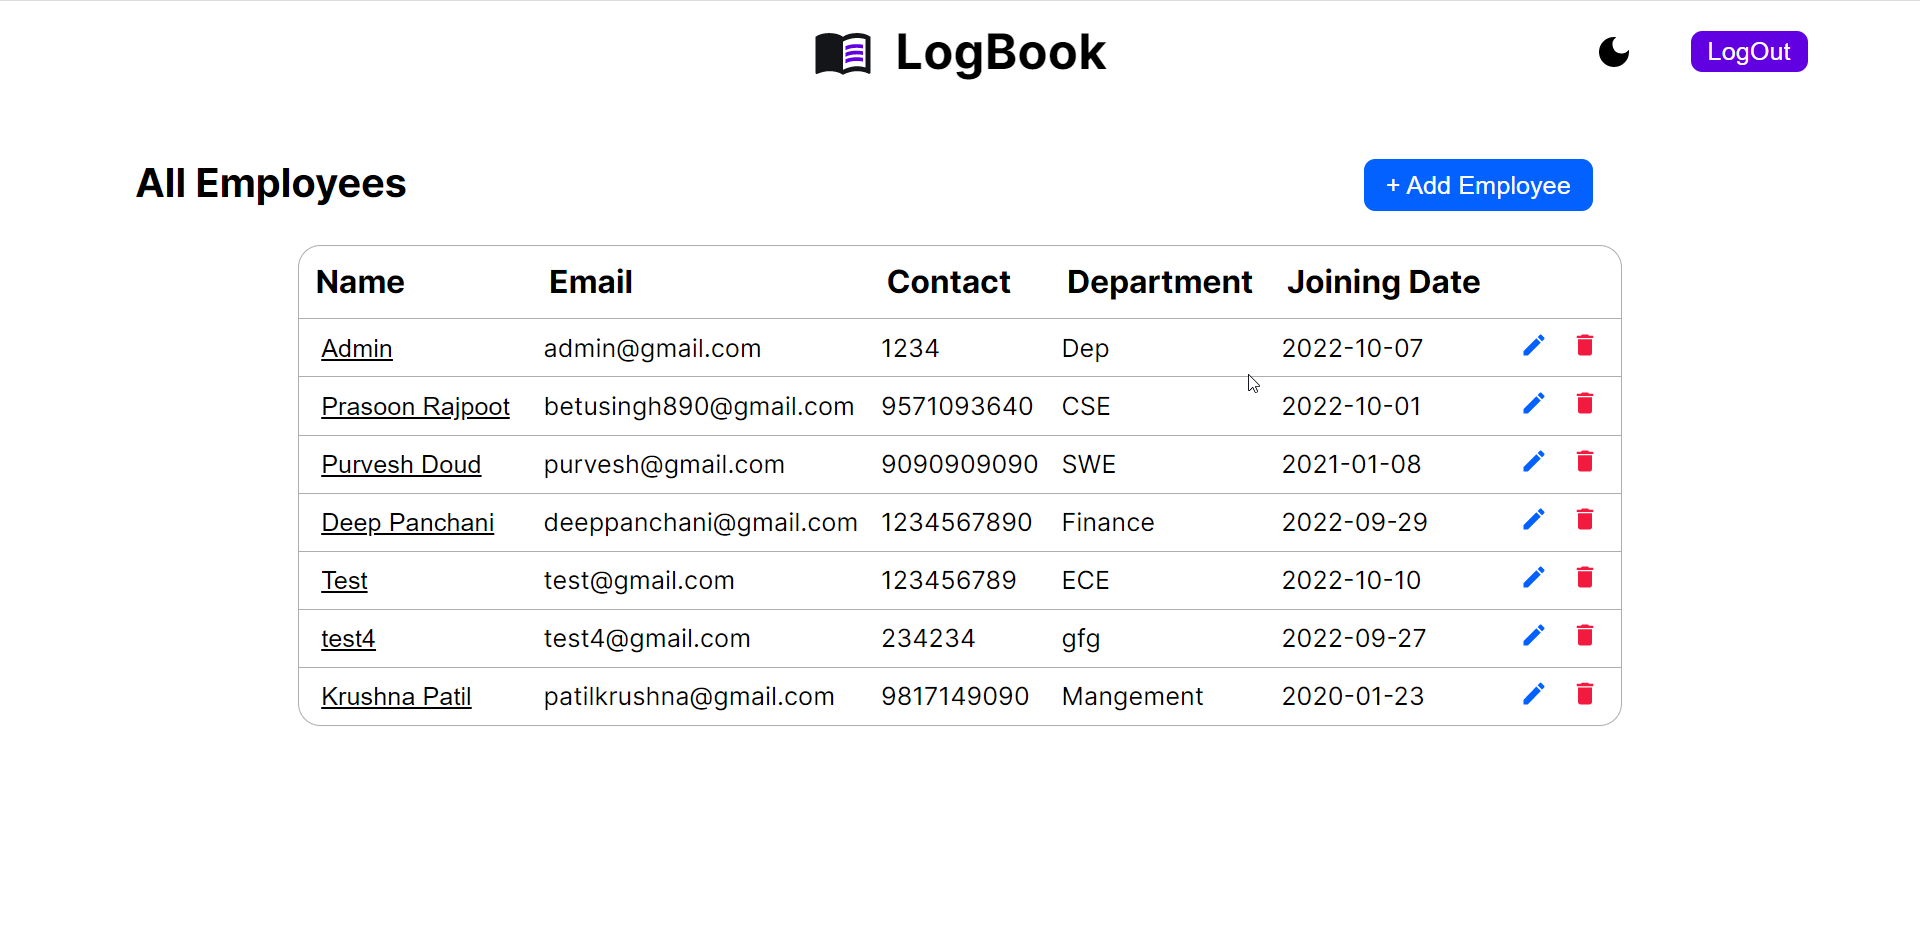 LogBook
LogOut
All Employees
+ Add Employee
Name Email Contact Department Joining Date
Admin admin@gmail.com 1234 Dep 2022-10-07
Prasoon Rajpoot betusingh890@gmail.com 9571093640 CSE 2022-10-01
Purvesh Doud purvesh@gmail.com 9090909090 SWE 2021-01-08
Deep Panchani deeppanchani@gmail.com 1234567890 Finance 2022-09-29
Test test@gmail.com 123456789 ECE 2022-10-10
test4 test4@gmail.com 234234 gfg 2022-09-27
Krushna Patil patilkrushna@gmail.com 9817149090 Mangement 2020-01-23